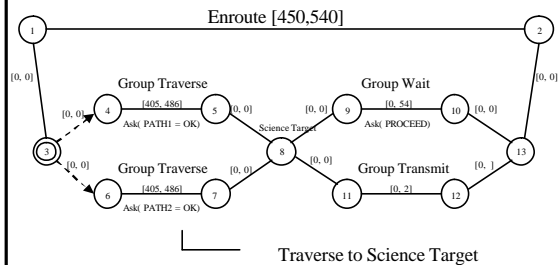 Enroute [450,540]
1
2
[0, 0]
[0, 0]
Group Traverse
Group Wait
[0, 0]
4
[405, 486]
5
[0, 0]
[0, 0]
9
[0, 54]
10
[0, 0]
Ask( PATH1 = OK)
Science Target
Ask( PROCEED)
3
8
13
[0, 0]
Group Traverse
[0, 0]
[0, 0]
Group Transmit
[0, ]
6
[405, 486]
7
11
[0, 2]
12
Ask( PATH2 = OK)
Traverse to Science Target